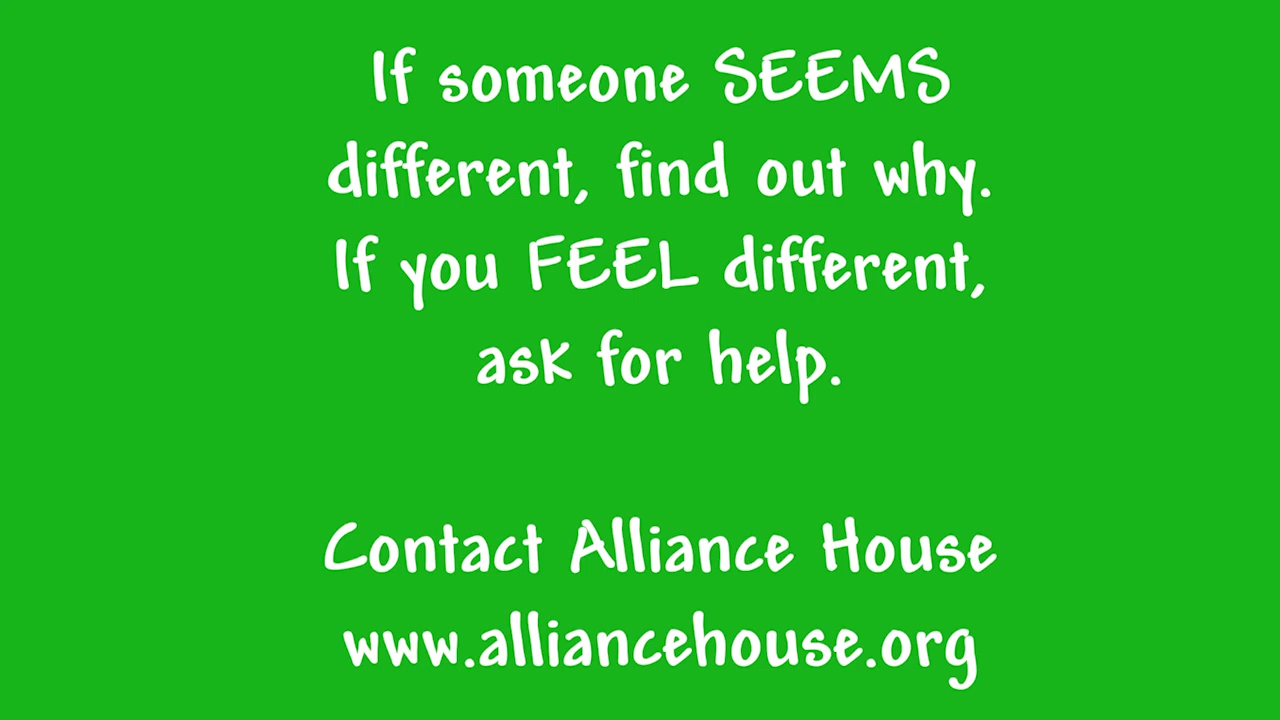 If someone SEEMS
different, find out why.
If you FEEL different,
ask for help.
Contact Alliance House
www.alliancehouse.org